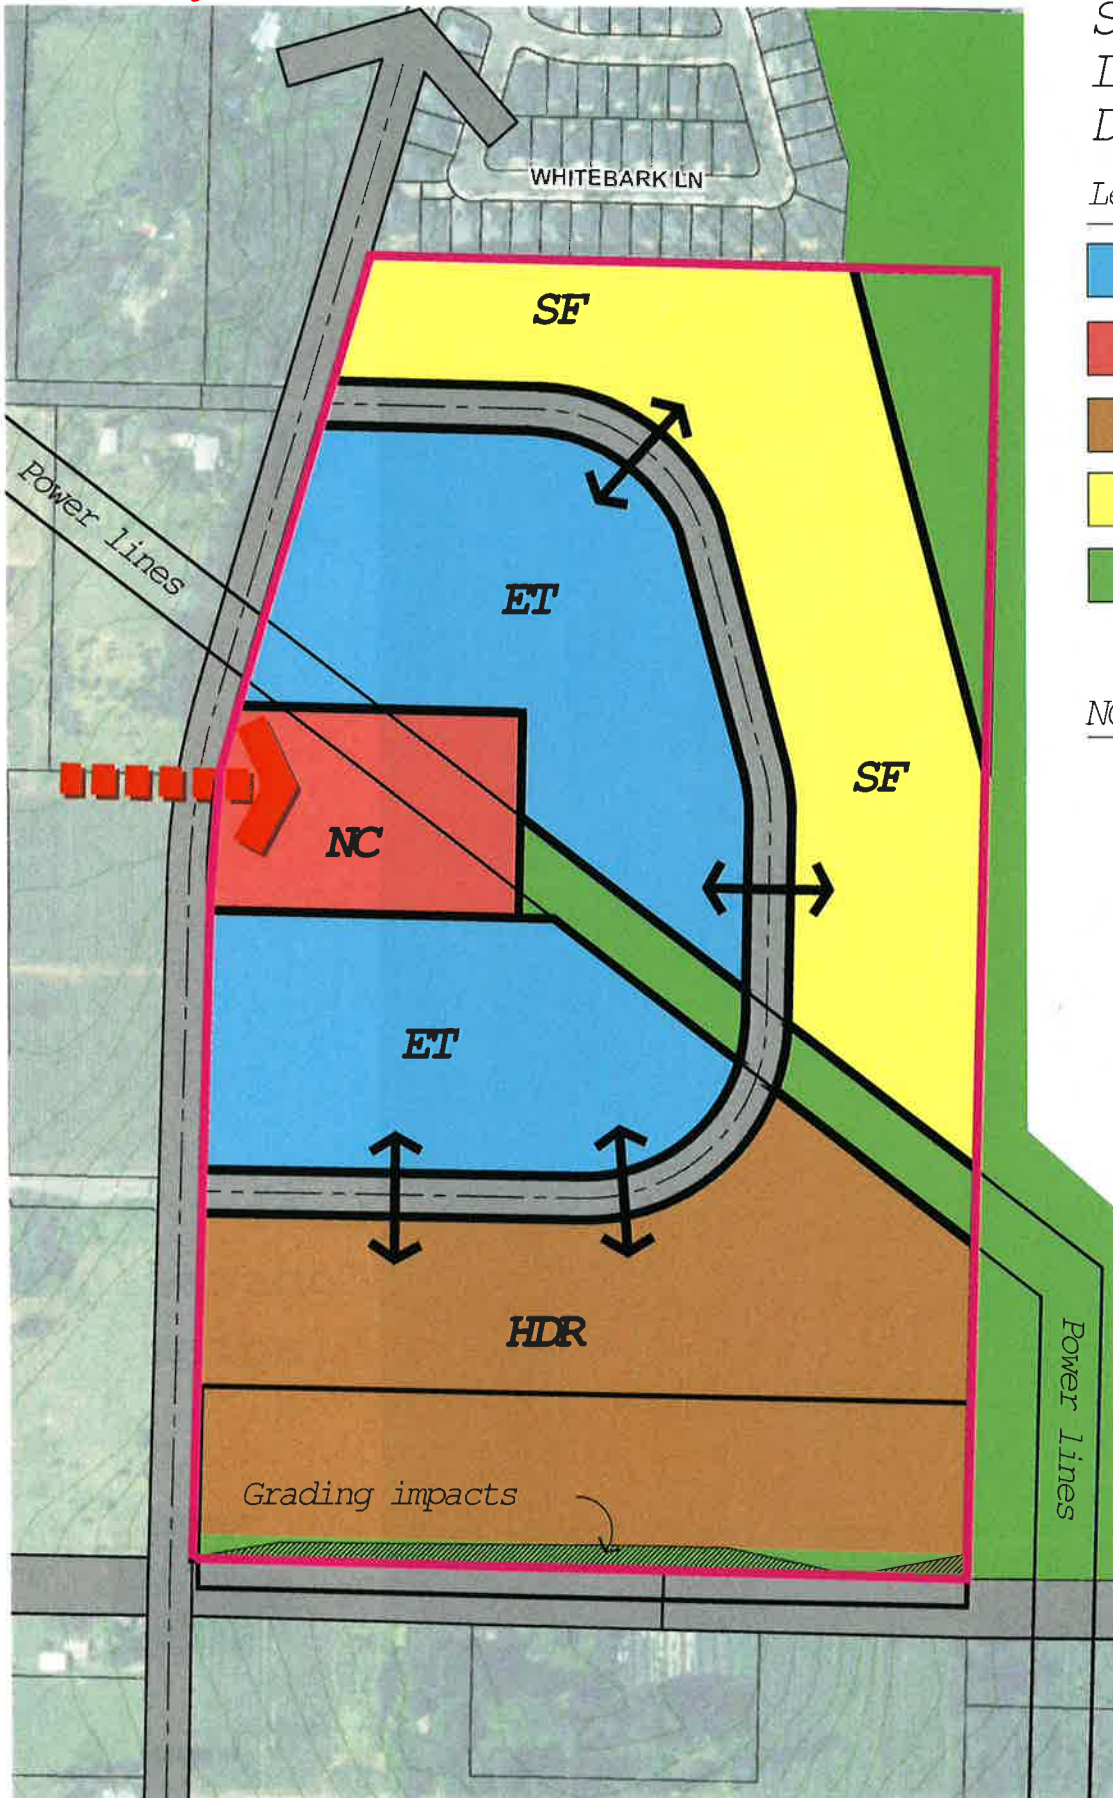 WHITEBARK LN
SF
Power lines
ET
SF
NC
ET
HDR
Power Lines
Grading impacts